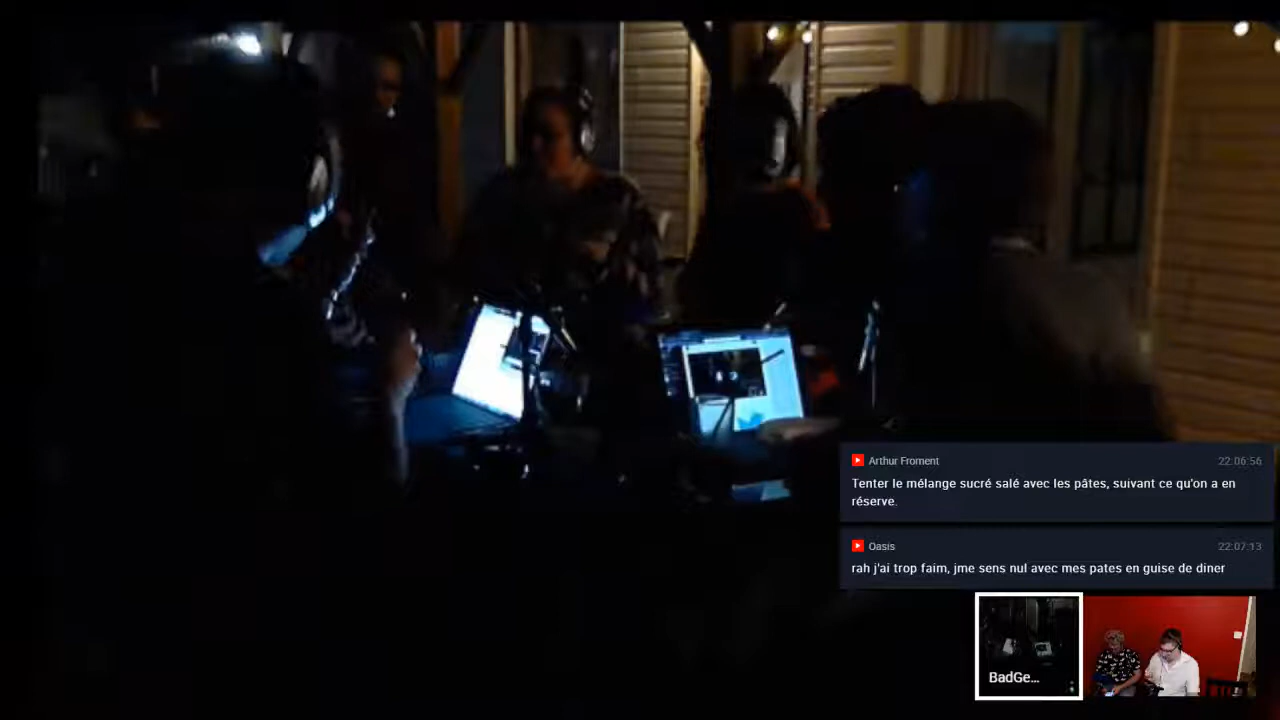 Arthur Froment
22:06:56
Tenter le mélange sucré salé avec les pâtes, suivant ce qu'on a en
réserve.
Oasis
22:07:13
rah j'ai trop faim, jme sens nul avec mes pates en guise de diner
BadGe...